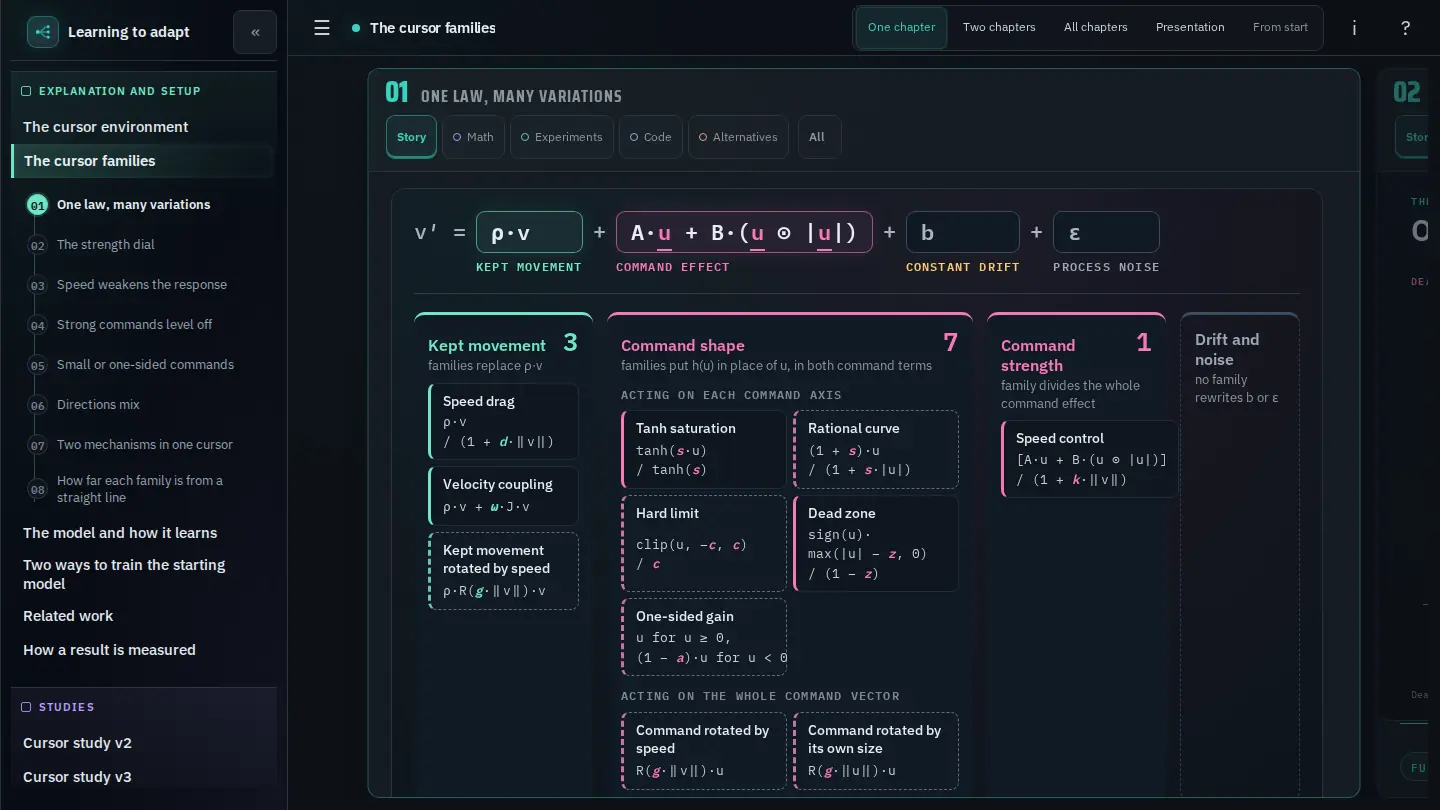 Learning to adapt
«
☰
The cursor families
One chapter
Two chapters
All chapters
Presentation
From start
i
?
EXPLANATION AND SETUP
The cursor environment
The cursor families
01 One law, many variations
02 The strength dial
03 Speed weakens the response
04 Strong commands level off
05 Small or one-sided commands
06 Directions mix
07 Two mechanisms in one cursor
08 How far each family is from a
straight line
The model and how it learns
Two ways to train the starting
model
Related work
How a result is measured
STUDIES
Cursor study v2
Cursor study v3
01 ONE LAW, MANY VARIATIONS
Story
Math
Experiments
Code
Alternatives
All
v′ = ρ·v + A·u + B·(u ⊙ |u|) + b + ε
KEPT MOVEMENT
COMMAND EFFECT
CONSTANT DRIFT
PROCESS NOISE
Kept movement 3
families replace ρ·v
Speed drag
ρ·v
/ (1 + d·‖v‖)
Velocity coupling
ρ·v + ω·J·v
Kept movement
rotated by speed
ρ·R(g·‖v‖)·v
Command shape 7
families put h(u) in place of u, in both command terms
ACTING ON EACH COMMAND AXIS
Tanh saturation
tanh(s·u)
/ tanh(s)
Rational curve
(1 + s)·u
/ (1 + s·|u|)
Hard limit
clip(u, −c, c)
/ c
Dead zone
sign(u)·
max(|u| − z, 0)
/ (1 − z)
One-sided gain
u for u ≥ 0,
(1 − a)·u for u < 0
ACTING ON THE WHOLE COMMAND VECTOR
Command rotated by
speed
R(g·‖v‖)·u
Command rotated by
its own size
R(g·‖u‖)·u
Command
strength 1
family divides the whole
command effect
Speed control
[A·u + B·(u ⊙ |u|)]
/ (1 + k·‖v‖)
Drift and
noise
no family
rewrites b or ε
02